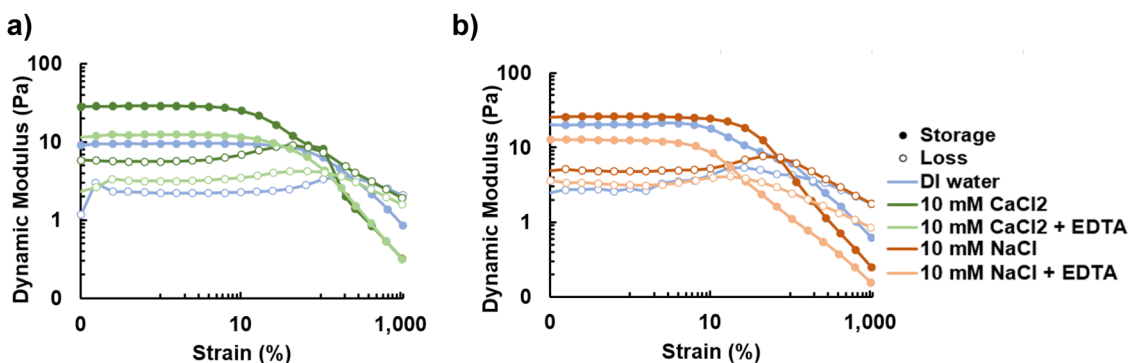 a)
Dynamic Modulus (Pa)
100
10
1
0
0
10
1,000
Strain (%)
b)
Dynamic Modulus (Pa)
100
10
1
0
0
10
1,000
Strain (%)
Storage
Loss
DI water
10 mM CaCl2
10 mM CaCl2 + EDTA
10 mM NaCl
10 mM NaCl + EDTA